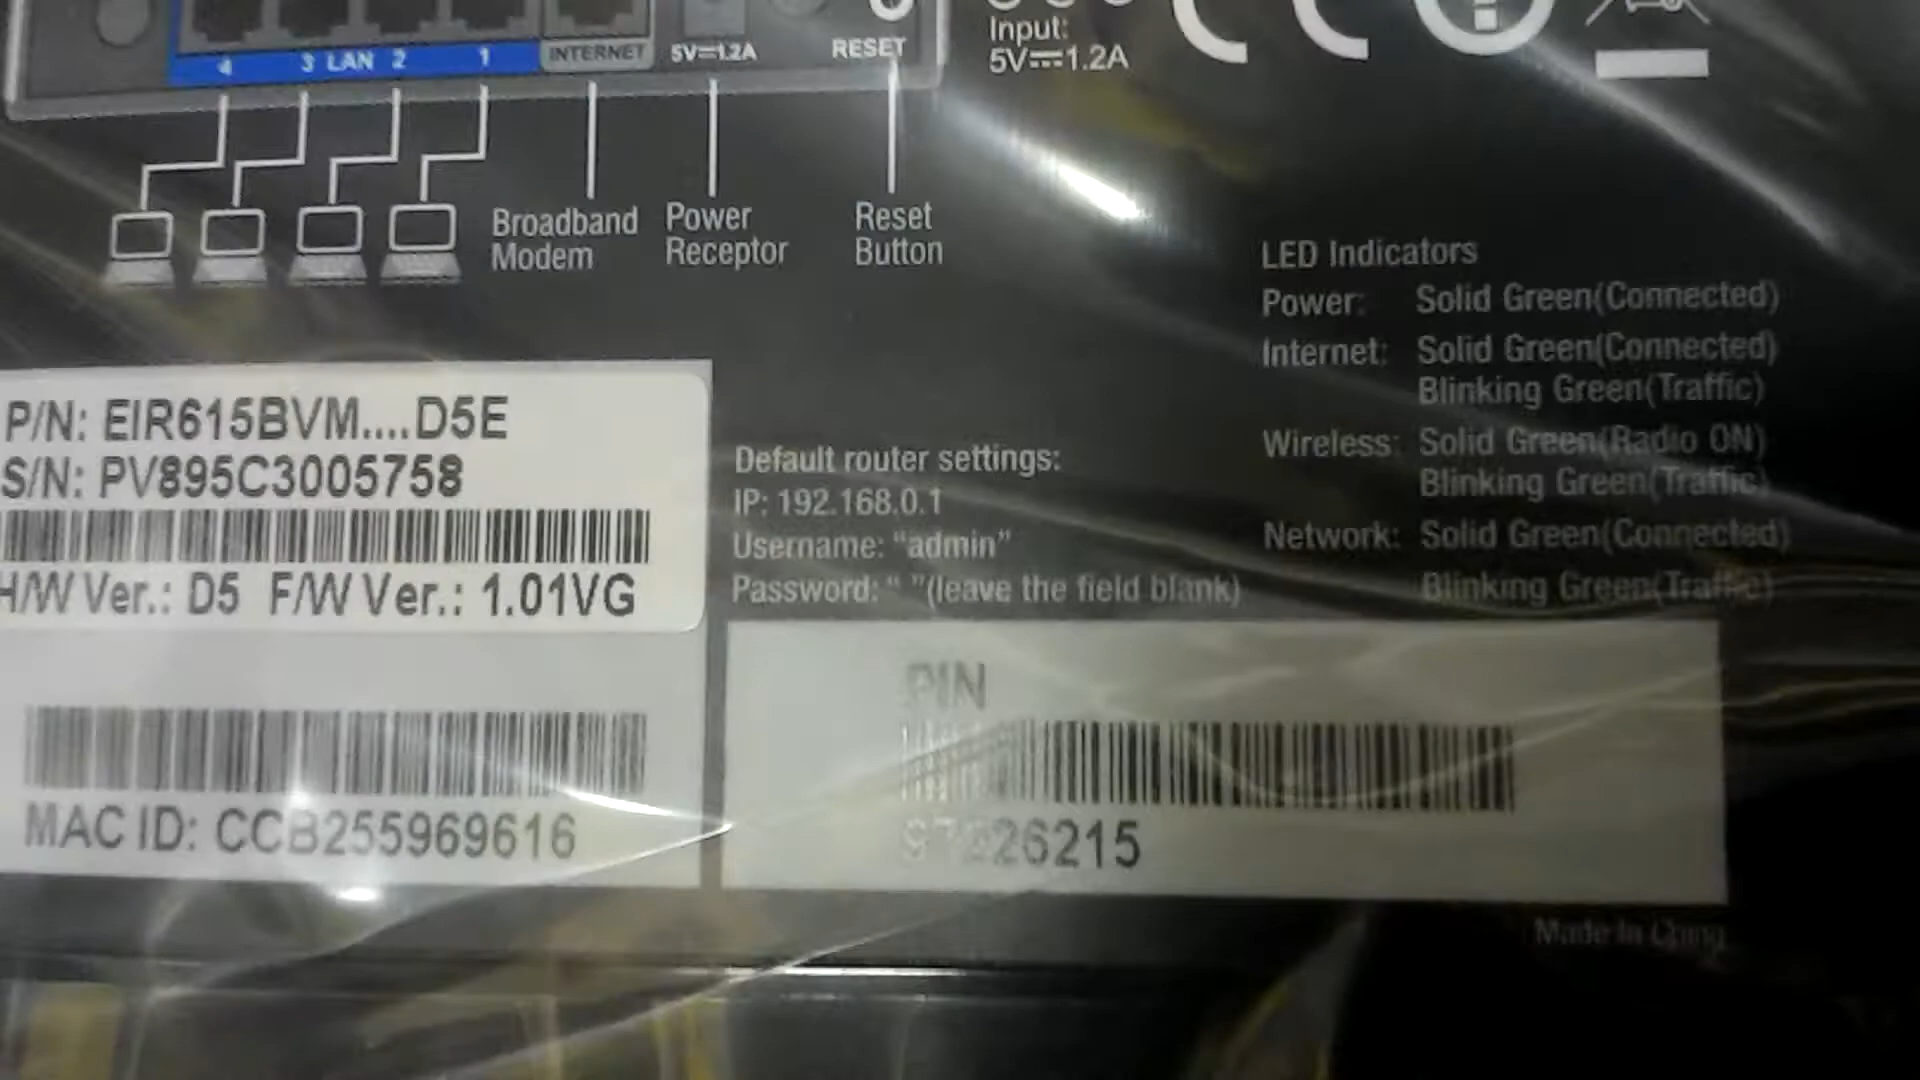 4 3 LAN 2 1 INTERNET 5V⎓1.2A RESET
Input:
5V⎓1.2A
Broadband Modem
Power Receptor
Reset Button
LED Indicators
Power: Solid Green(Connected)
Internet: Solid Green(Connected)
Blinking Green(Traffic)
Wireless: Solid Green(Radio ON)
Blinking Green(Traffic)
Network: Solid Green(Connected)
Blinking Green(Traffic)
P/N: EIR615BVM....D5E
S/N: PV895C3005758
H/W Ver.: D5 F/W Ver.: 1.01VG
MAC ID: CCB255969616
Default router settings:
IP: 192.168.0.1
Username: “admin”
Password: “ ”(leave the field blank)
PIN
Made In China